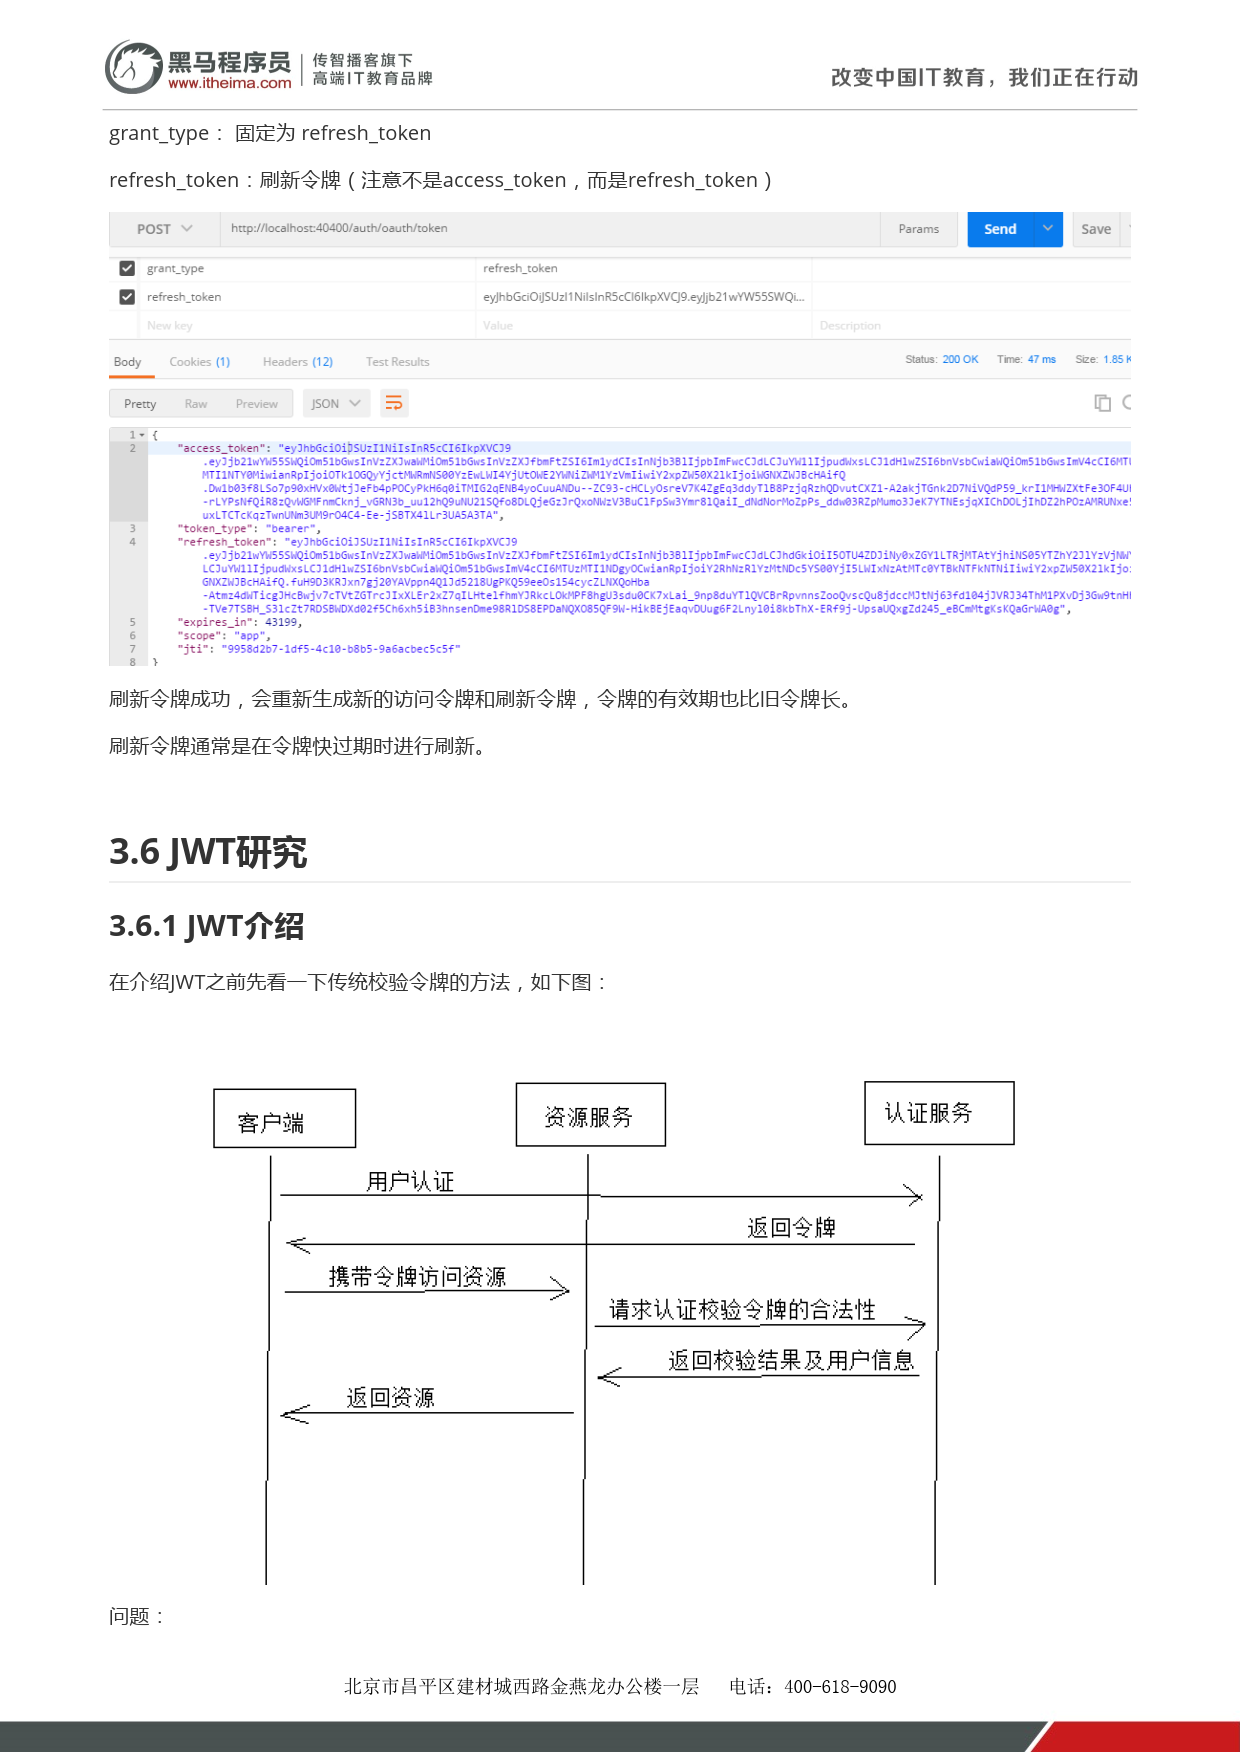 黑马程序员
www.itheima.com
传智播客旗下
高端IT教育品牌
改变中国IT教育，我们正在行动
grant_type： 固定为 refresh_token
refresh_token：刷新令牌（注意不是access_token，而是refresh_token）
POST http://localhost:40400/auth/oauth/token Params Send Save
grant_type refresh_token
refresh_token eyJhbGciOiJSUzI1NiIsInR5cCI6IkpXVCJ9.eyJjb21wYW55SWQi...
New key Value Description
Body Cookies (1) Headers (12) Test Results Status: 200 OK Time: 47 ms Size: 1.85 K
Pretty Raw Preview JSON
1 {
2 "access_token": "eyJhbGciOiJSUzI1NiIsInR5cCI6IkpXVCJ9
3 "token_type": "bearer",
4 "refresh_token": "eyJhbGciOiJSUzI1NiIsInR5cCI6IkpXVCJ9
5 "expires_in": 43199,
6 "scope": "app",
7 "jti": "9958d2b7-1df5-4c10-b8b5-9a6acbec5c5f"
8 }
刷新令牌成功，会重新生成新的访问令牌和刷新令牌，令牌的有效期也比旧令牌长。
刷新令牌通常是在令牌快过期时进行刷新。
3.6 JWT研究
3.6.1 JWT介绍
在介绍JWT之前先看一下传统校验令牌的方法，如下图：
客户端
资源服务
认证服务
用户认证
返回令牌
携带令牌访问资源
请求认证校验令牌的合法性
返回校验结果及用户信息
返回资源
问题：
北京市昌平区建材城西路金燕龙办公楼一层 电话：400-618-9090